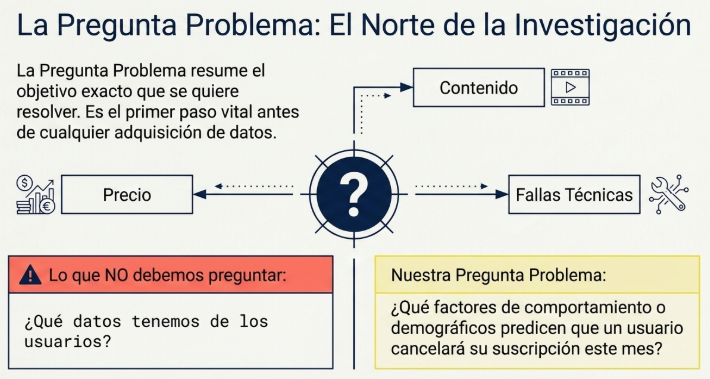 La Pregunta Problema: El Norte de la Investigación
La Pregunta Problema resume el
objetivo exacto que se quiere
resolver. Es el primer paso vital antes
de cualquier adquisición de datos.
Contenido
$
€
Precio
?
Fallas Técnicas
! Lo que NO debemos preguntar:
¿Qué datos tenemos de los
usuarios?
Nuestra Pregunta Problema:
¿Qué factores de comportamiento o
demográficos predicen que un usuario
cancelará su suscripción este mes?